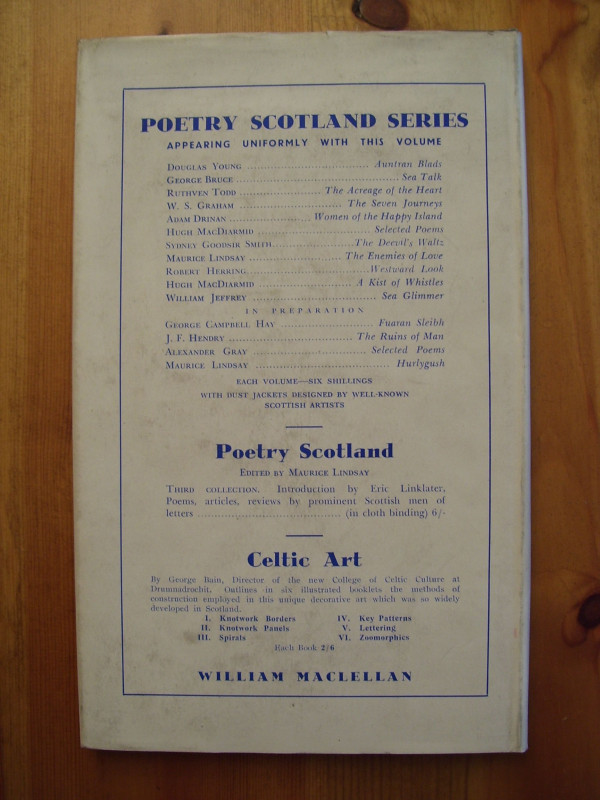 POETRY SCOTLAND SERIES
APPEARING UNIFORMLY WITH THIS VOLUME
DOUGLAS YOUNG ........ Auntran Blads
GEORGE BRUCE ........ Sea Talk
RUTHVEN TODD ........ The Acreage of the Heart
W. S. GRAHAM ........ The Seven Journeys
ADAM DRINAN ........ Women of the Happy Island
HUGH MACDIARMID ........ Selected Poems
SYDNEY GOODSIR SMITH ........ The Deevil's Waltz
MAURICE LINDSAY ........ The Enemies of Love
ROBERT HERRING ........ Westward Look
HUGH MACDIARMID ........ A Kist of Whistles
WILLIAM JEFFREY ........ Sea Glimmer
IN PREPARATION
GEORGE CAMPBELL HAY ........ Fuaran Sleibh
J. F. HENDRY ........ The Ruins of Man
ALEXANDER GRAY ........ Selected Poems
MAURICE LINDSAY ........ Hurlygush
EACH VOLUME—SIX SHILLINGS
WITH DUST JACKETS DESIGNED BY WELL-KNOWN
SCOTTISH ARTISTS
Poetry Scotland
EDITED BY MAURICE LINDSAY
THIRD COLLECTION. Introduction by Eric Linklater,
Poems, articles, reviews by prominent Scottish men of
letters ........ (in cloth binding) 6/-
Celtic Art
By George Bain, Director of the new College of Celtic Culture at
Drumnadrochit. Outlines in six illustrated booklets the methods of
construction employed in this unique decorative art which was so widely
developed in Scotland.
I. Knotwork Borders IV. Key Patterns
II. Knotwork Panels V. Lettering
III. Spirals VI. Zoomorphics
Each Book 2/6
WILLIAM MACLELLAN